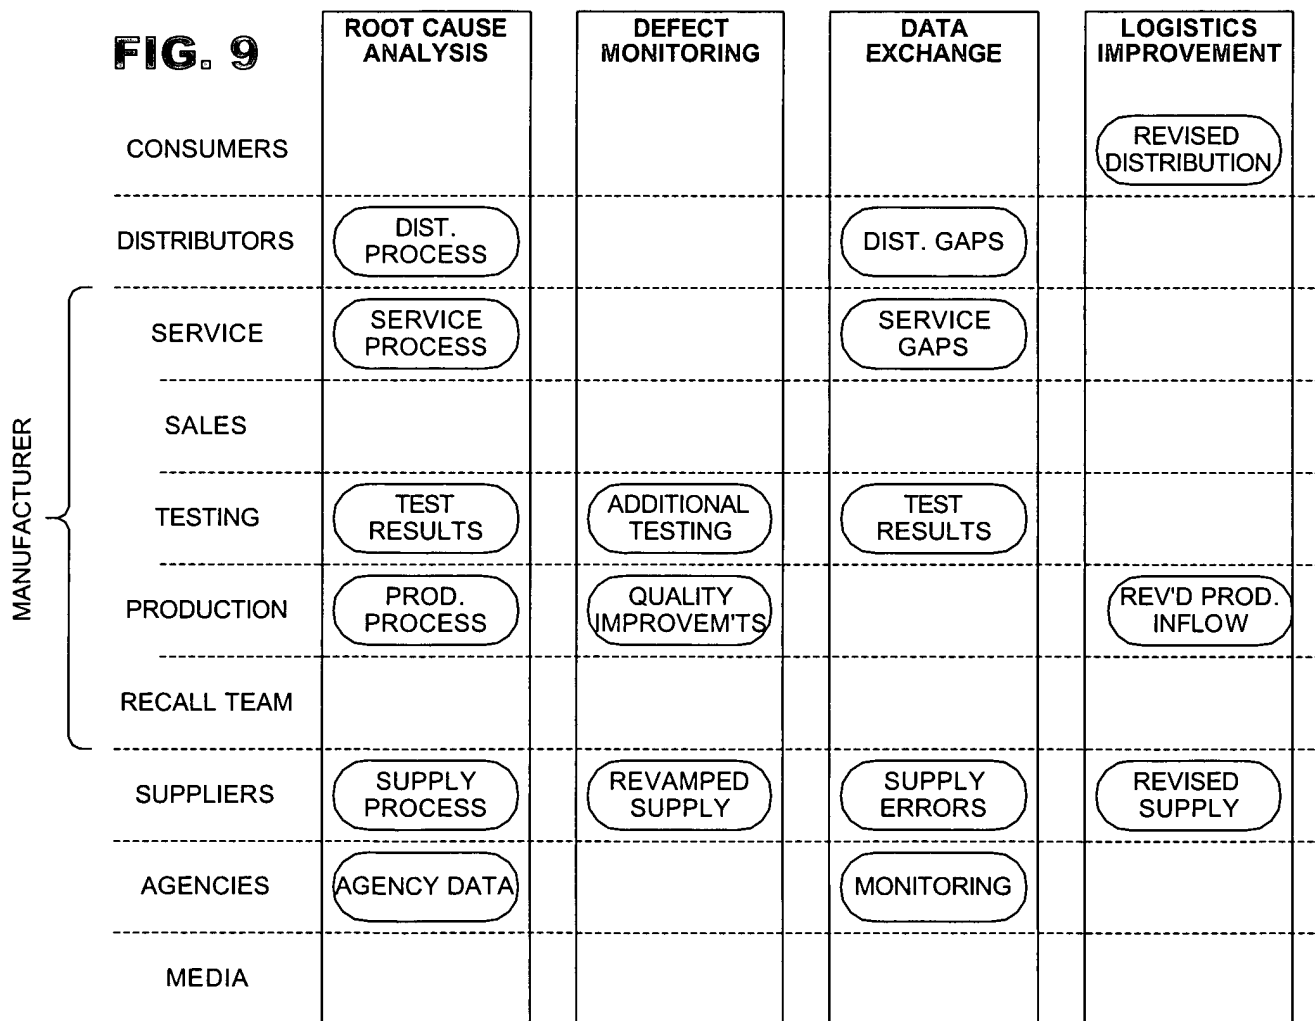 FIG. 9
ROOT CAUSE
ANALYSIS
DEFECT
MONITORING
DATA
EXCHANGE
LOGISTICS
IMPROVEMENT
CONSUMERS
REVISED
DISTRIBUTION
DISTRIBUTORS
DIST.
PROCESS
DIST. GAPS
MANUFACTURER
SERVICE
SERVICE
PROCESS
SERVICE
GAPS
SALES
TESTING
TEST
RESULTS
ADDITIONAL
TESTING
TEST
RESULTS
PRODUCTION
PROD.
PROCESS
QUALITY
IMPROVEM'TS
REV'D PROD.
INFLOW
RECALL TEAM
SUPPLIERS
SUPPLY
PROCESS
REVAMPED
SUPPLY
SUPPLY
ERRORS
REVISED
SUPPLY
AGENCIES
AGENCY DATA
MONITORING
MEDIA